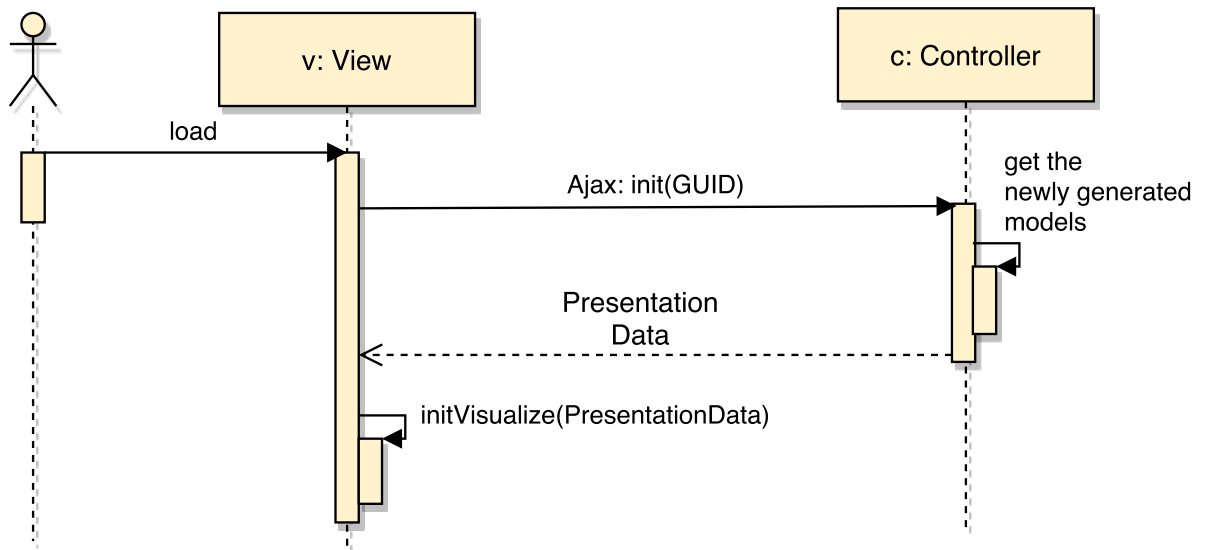 v: View
c: Controller
load
get the
newly generated
models
Ajax: init(GUID)
Presentation
Data
initVisualize(PresentationData)